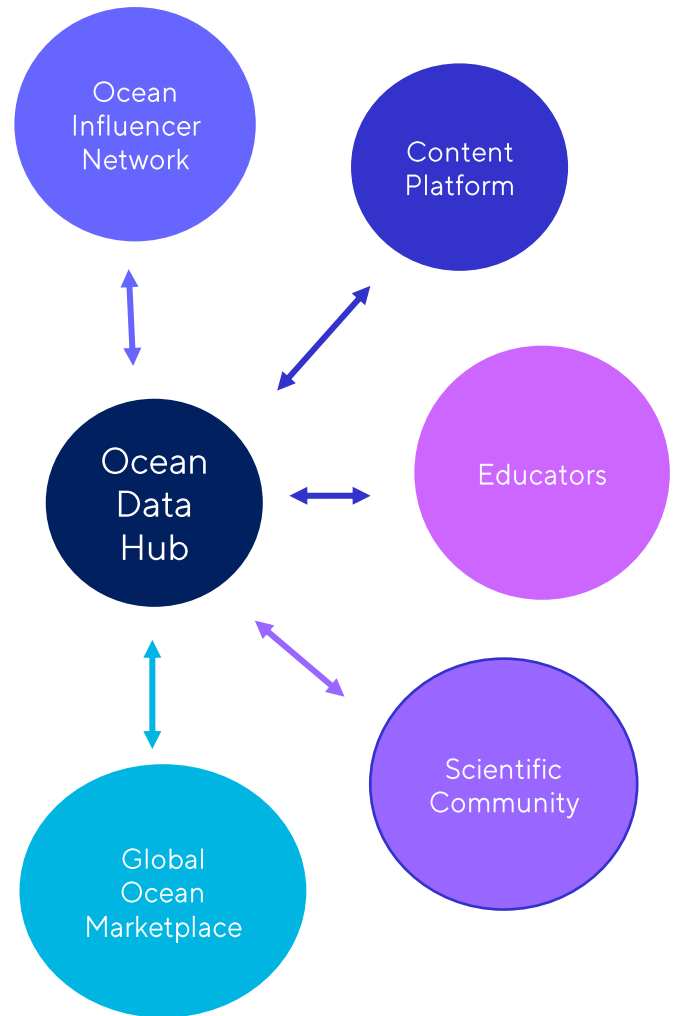 Ocean
Influencer
Network
Content
Platform
Ocean
Data
Hub
Educators
Scientific
Community
Global
Ocean
Marketplace